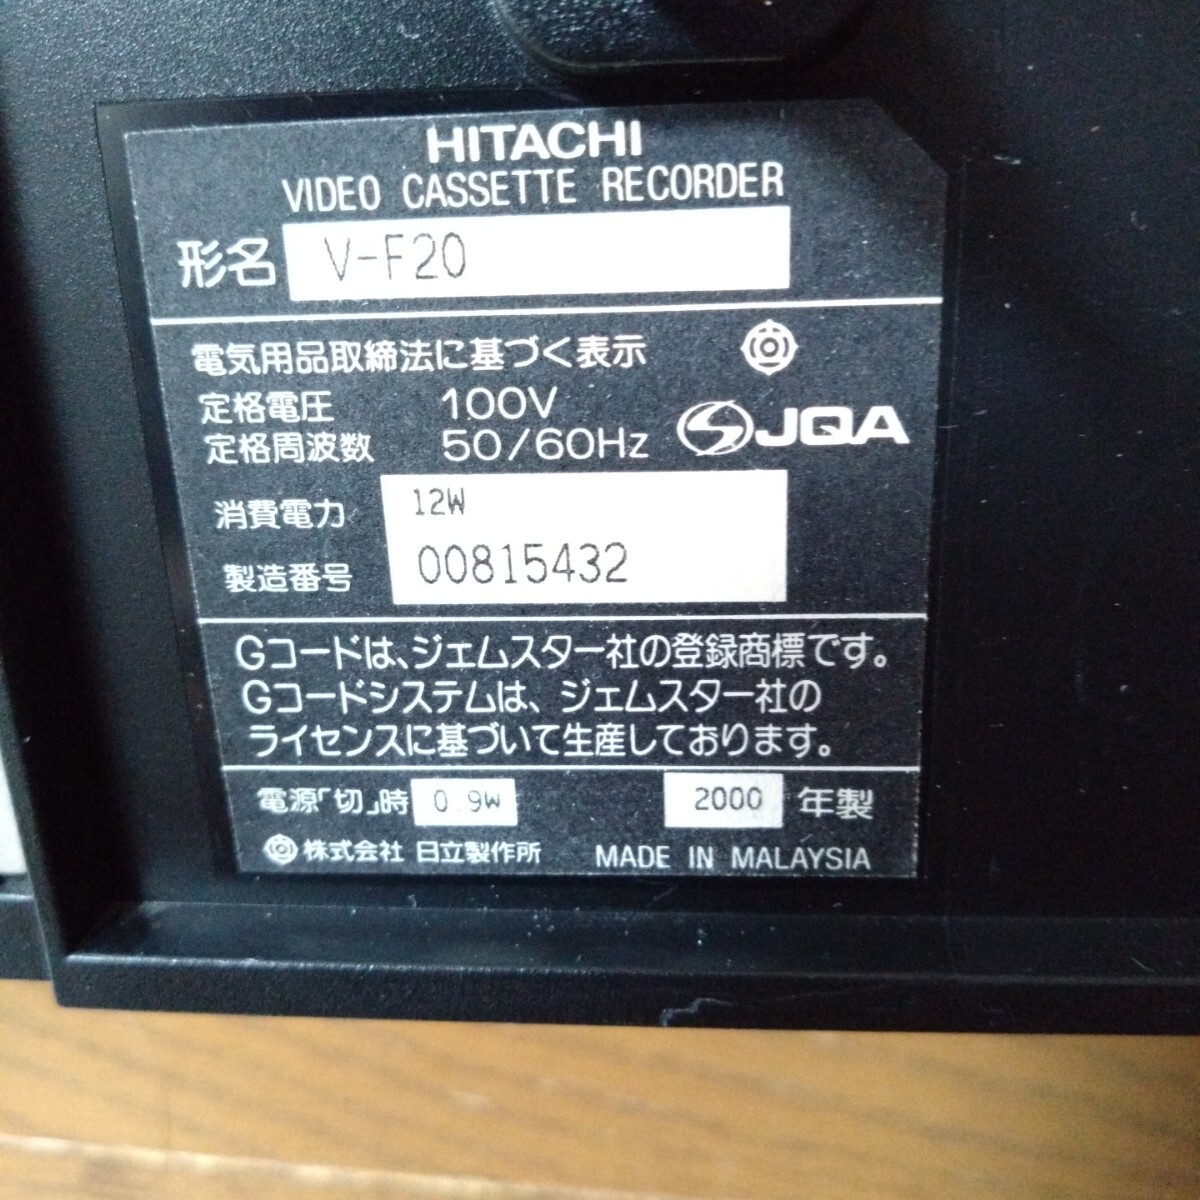 HITACHI
VIDEO CASSETTE RECORDER
形名 V-F20
電気用品取締法に基づく表示
定格電圧 100V
定格周波数 50/60Hz
JQA
消費電力 12W
製造番号 00815432
Gコードは、ジェムスター社の登録商標です。
Gコードシステムは、ジェムスター社の
ライセンスに基づいて生産しております。
電源「切」時 0.9W 2000 年製
株式会社 日立製作所 MADE IN MALAYSIA